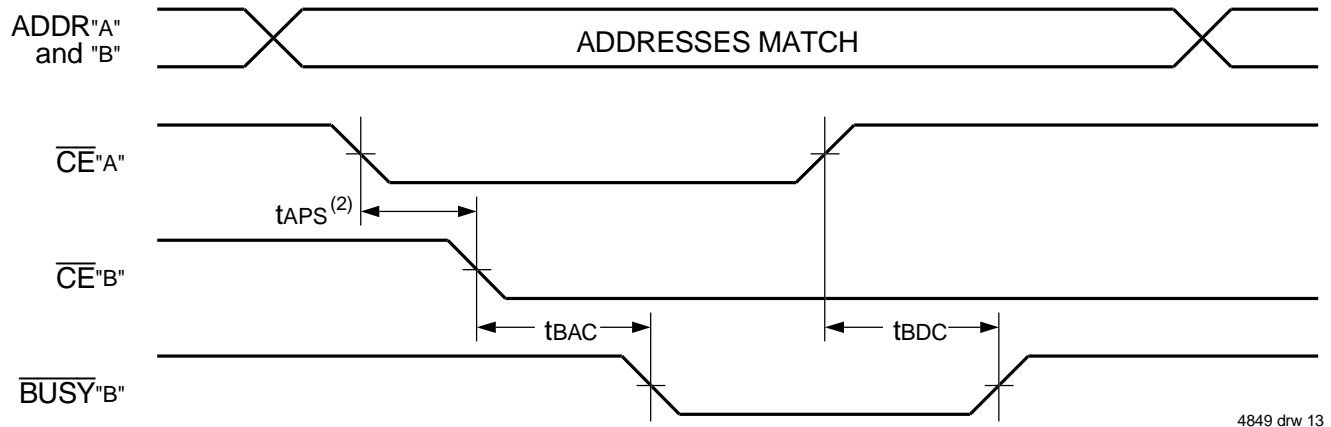 ADDR"A"
and "B"
ADDRESSES MATCH
CE"A"
tAPS(2)
CE"B"
tBAC
tBDC
BUSY"B"
4849 drw 13